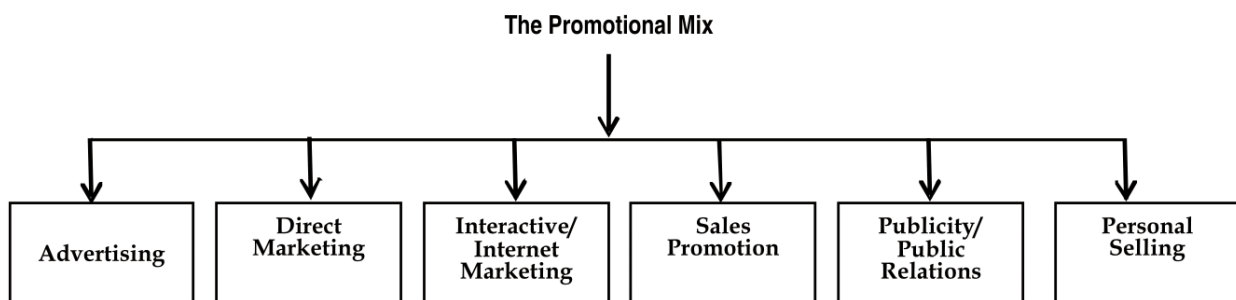 The Promotional Mix
Advertising
Direct
Marketing
Interactive/
Internet
Marketing
Sales
Promotion
Publicity/
Public
Relations
Personal
Selling